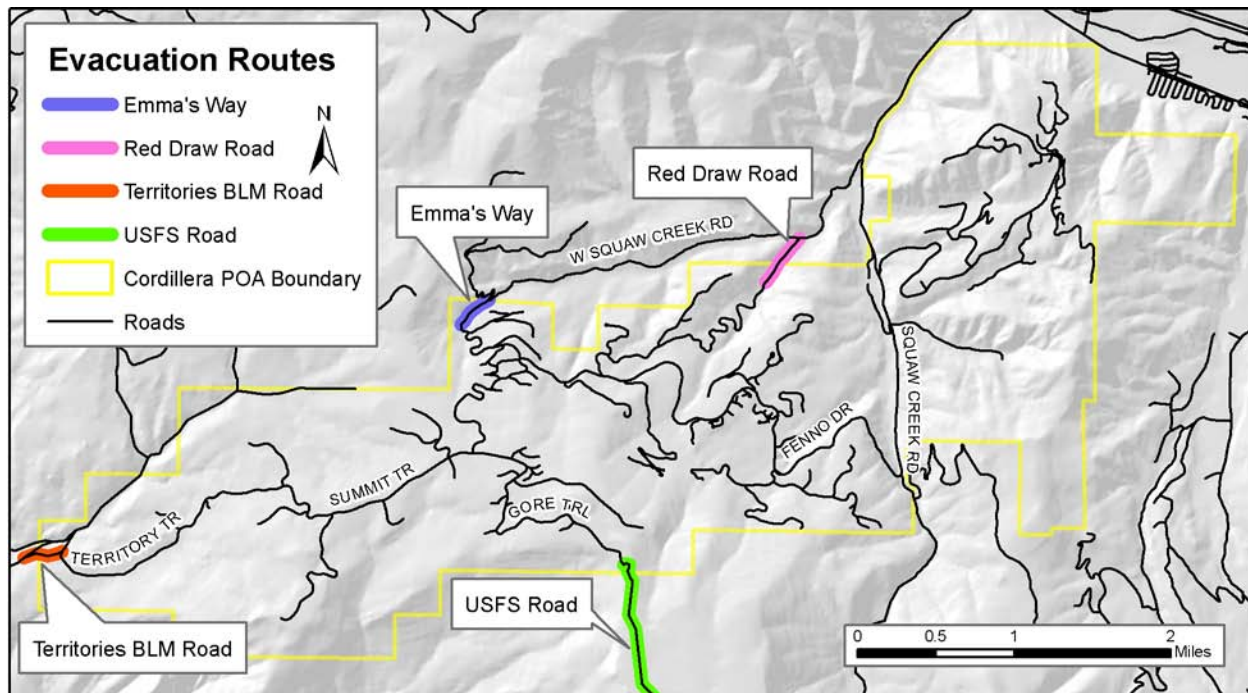 Evacuation Routes
Emma's Way
Red Draw Road
Territories BLM Road
USFS Road
Cordillera POA Boundary
Roads
N
Red Draw Road
Emma's Way
W SQUAW CREEK RD
SQUAW CREEK RD
FENNO DR
SUMMIT TR
GORE TRL
TERRITORY TR
USFS Road
Territories BLM Road
0 0.5 1 2
Miles